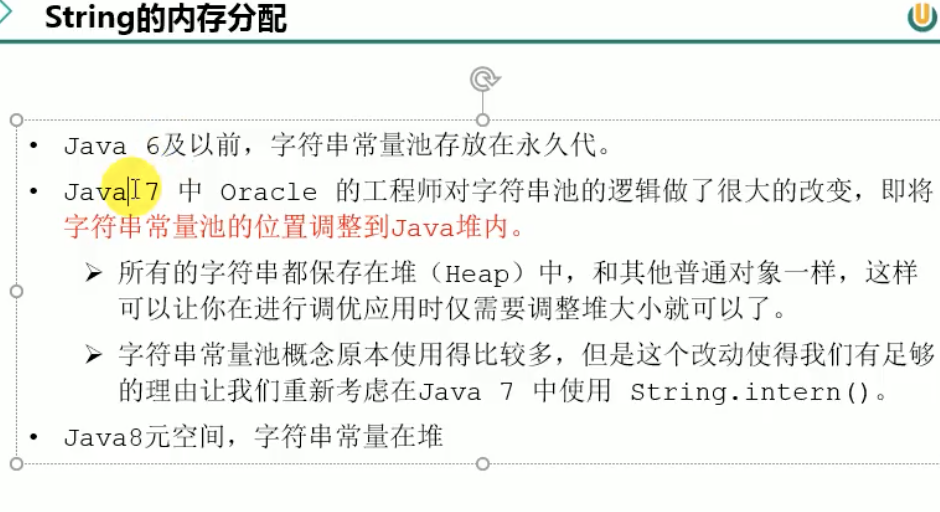 String的内存分配
• Java 6及以前，字符串常量池存放在永久代。
• Java 7 中 Oracle 的工程师对字符串池的逻辑做了很大的改变，即将
字符串常量池的位置调整到Java堆内。
➢ 所有的字符串都保存在堆（Heap）中，和其他普通对象一样，这样
可以让你在进行调优应用时仅需要调整堆大小就可以了。
➢ 字符串常量池概念原本使用得比较多，但是这个改动使得我们有足够
的理由让我们重新考虑在Java 7 中使用 String.intern()。
• Java8元空间，字符串常量在堆